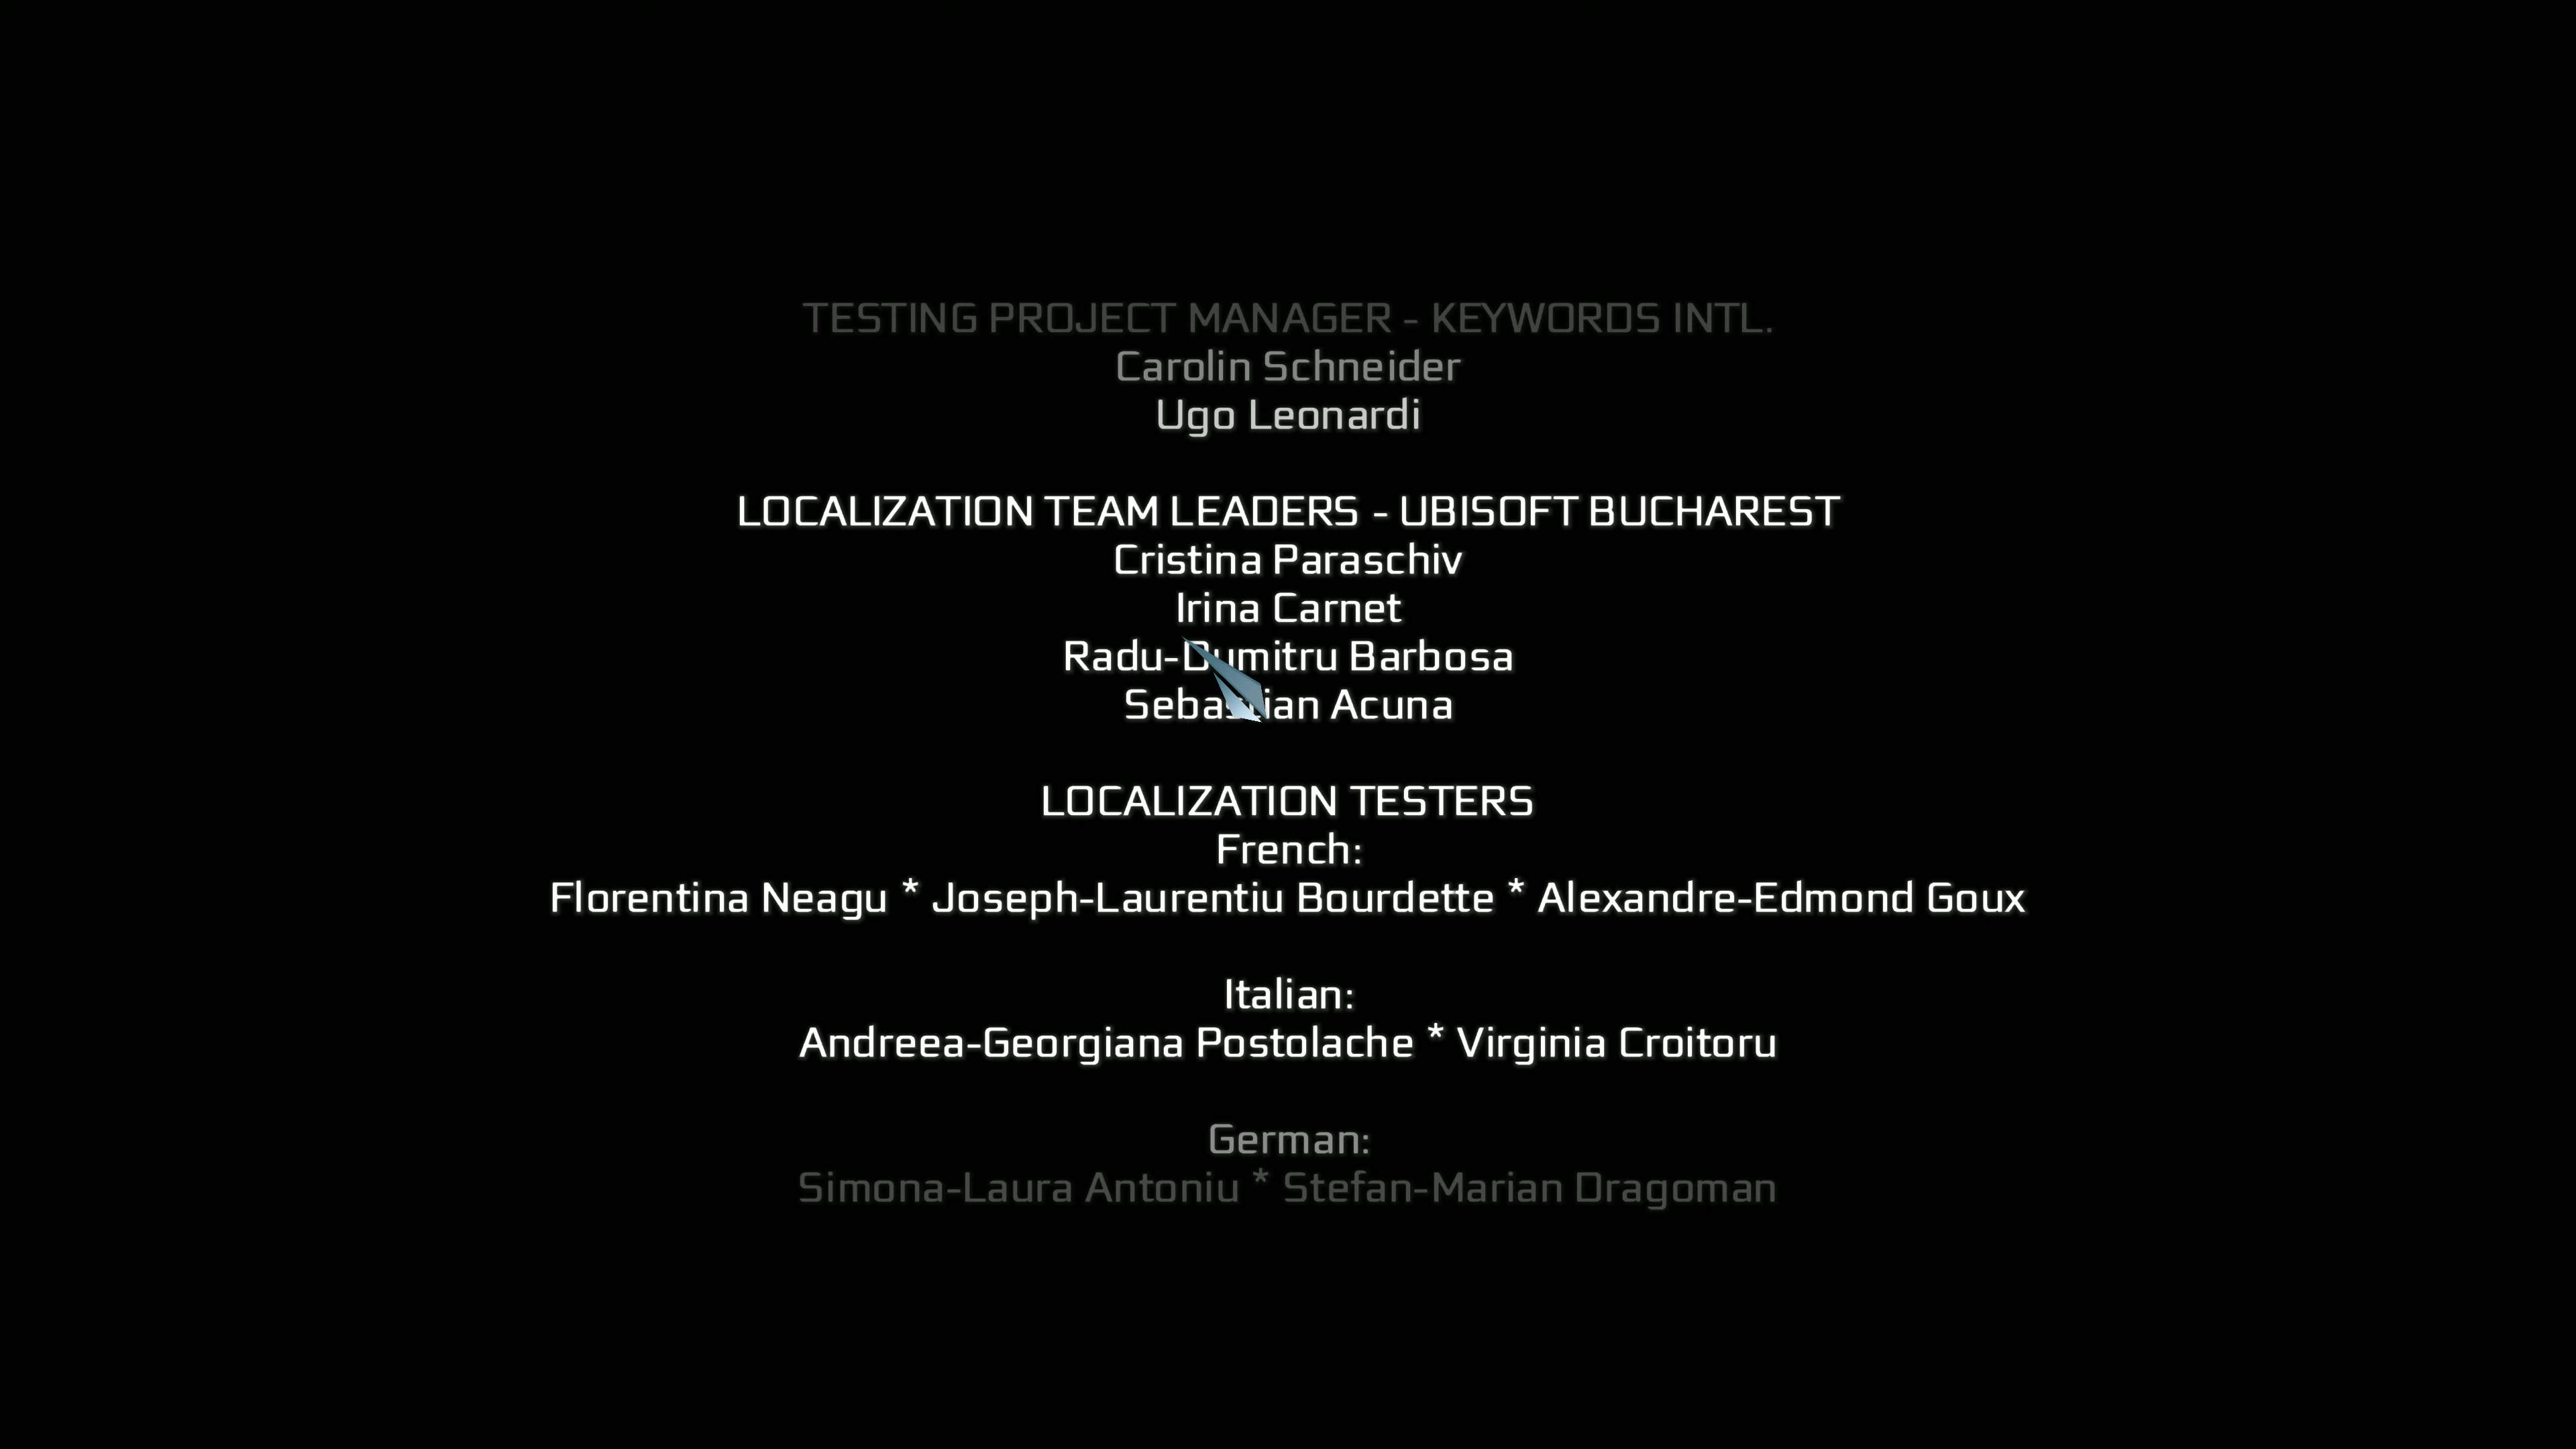 TESTING PROJECT MANAGER - KEYWORDS INTL.
Carolin Schneider
Ugo Leonardi
LOCALIZATION TEAM LEADERS - UBISOFT BUCHAREST
Cristina Paraschiv
Irina Carnet
Radu-Dumitru Barbosa
Sebastian Acuna
LOCALIZATION TESTERS
French:
Florentina Neagu * Joseph-Laurentiu Bourdette * Alexandre-Edmond Goux
Italian:
Andreea-Georgiana Postolache * Virginia Croitoru
German:
Simona-Laura Antoniu * Stefan-Marian Dragoman